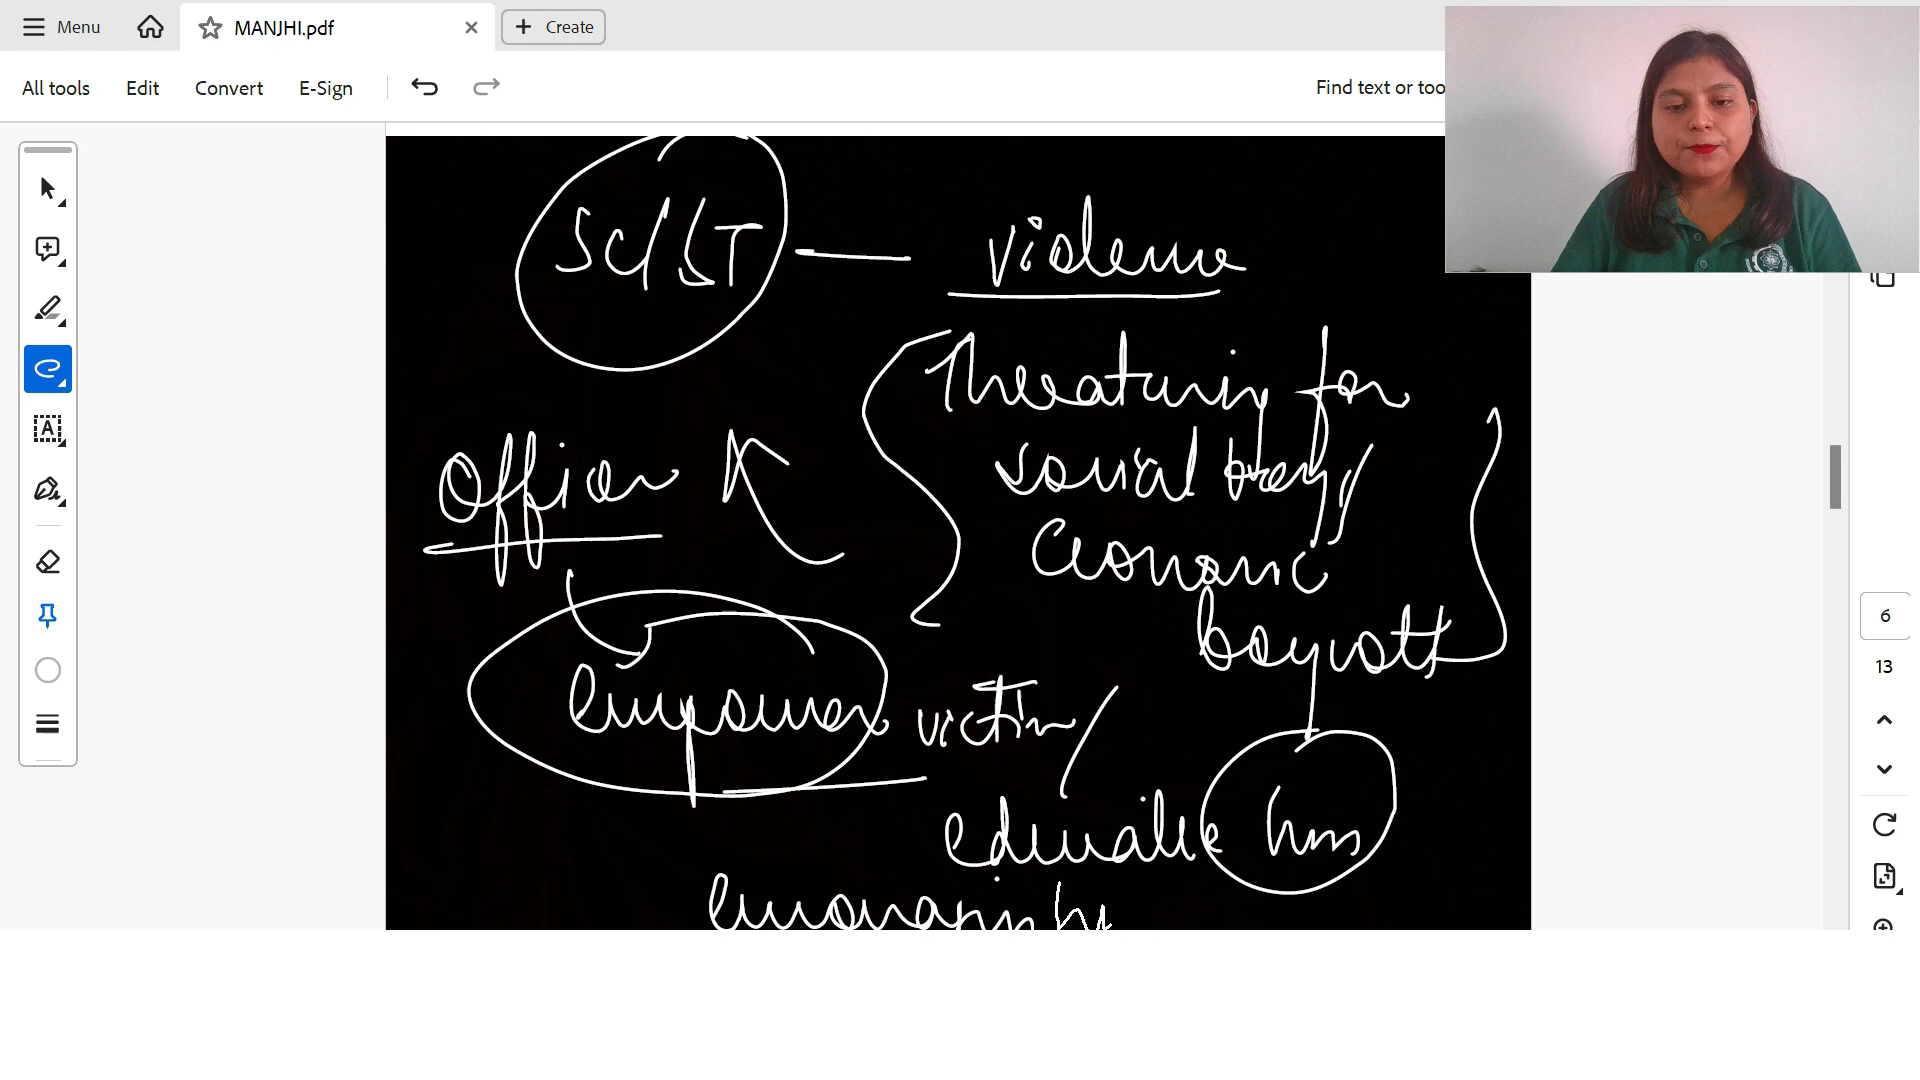 Menu
MANJHI.pdf
Create
All tools Edit Convert E-Sign
Find text or too
SC/ST — violence
Threatening for
social
Officer
Economic
boycott
empower victim/
educate him
6
13